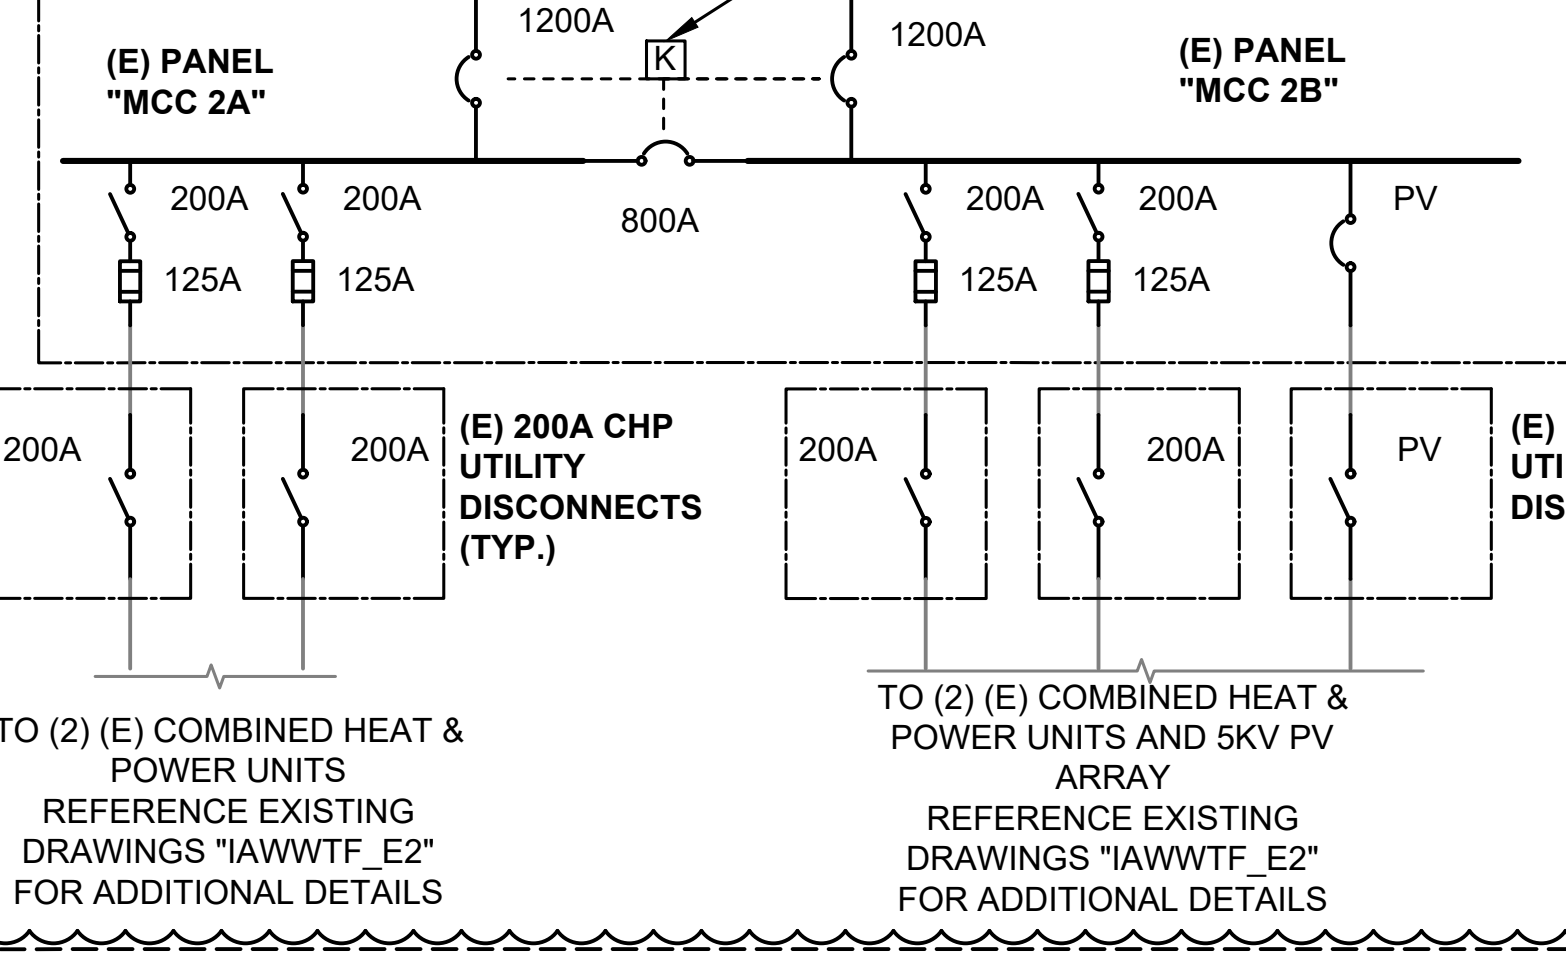 1200A
K
1200A
(E) PANEL
"MCC 2A"
(E) PANEL
"MCC 2B"
200A
200A
800A
200A
200A
PV
125A
125A
125A
125A
200A
200A
(E) 200A CHP
UTILITY
DISCONNECTS
(TYP.)
200A
200A
PV
(E)
UTI
DIS
TO (2) (E) COMBINED HEAT &
POWER UNITS
REFERENCE EXISTING
DRAWINGS "IAWWTF_E2"
FOR ADDITIONAL DETAILS
TO (2) (E) COMBINED HEAT &
POWER UNITS AND 5KV PV
ARRAY
REFERENCE EXISTING
DRAWINGS "IAWWTF_E2"
FOR ADDITIONAL DETAILS